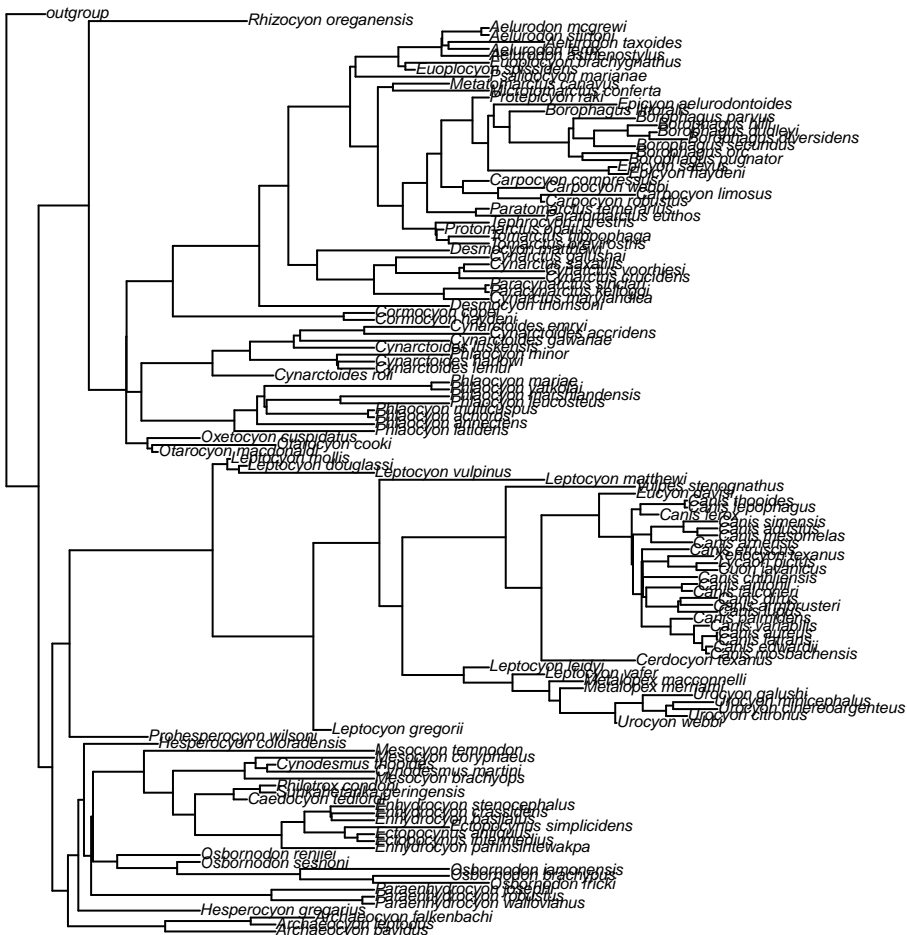 outgroup
Rhizocyon oreganensis
Aelurodon mcgrewi
Aelurodon stirtoni
Aelurodon taxoides
Aelurodon ferox
Aelurodon asthenostylus
Euoplocyon brachygnathus
Euoplocyon spissidens
Psalidocyon marianae
Metatomarctus canavus
Microtomarctus conferta
Protepicyon raki
Epicyon aelurodontoides
Borophagus littoralis
Borophagus parvus
Borophagus hilli
Borophagus dudleyi
Borophagus diversidens
Borophagus secundus
Borophagus orc
Borophagus pugnator
Epicyon saevus
Epicyon haydeni
Carpocyon compressus
Carpocyon webbi
Carpocyon limosus
Carpocyon robustus
Paratomarctus temerarius
Paratomarctus euthos
Tephrocyon rurestris
Protomarctus optatus
Tomarctus hippophaga
Tomarctus brevirostris
Desmocyon matthewi
Cynarctus galushai
Cynarctus saxatilis
Cynarctus voorhiesi
Cynarctus crucidens
Paracynarctus sinclairi
Paracynarctus kelloggi
Cynarctus marylandica
Desmocyon thomsoni
Cormocyon copei
Cormocyon haydeni
Cynarctoides emryi
Cynarctoides accridens
Cynarctoides gawnae
Cynarctoides luskensis
Phlaocyon minor
Cynarctoides harlowi
Cynarctoides lemur
Cynarctoides roii
Phlaocyon mariae
Phlaocyon yatkolai
Phlaocyon marshlandensis
Phlaocyon leucosteus
Phlaocyon multicuspus
Phlaocyon achoros
Phlaocyon annectens
Phlaocyon latidens
Oxetocyon cuspidatus
Otarocyon cooki
Otarocyon macdonaldi
Leptocyon mollis
Leptocyon douglassi
Leptocyon vulpinus
Leptocyon matthewi
Vulpes stenognathus
Eucyon davisi
Canis thooides
Canis lepophagus
Canis ferox
Canis simensis
Canis adustus
Canis mesomelas
Canis arnensis
Canis etruscus
Xenocyon texanus
Lycaon pictus
Cuon javanicus
Canis chihliensis
Canis antonii
Canis falconeri
Canis dirus
Canis armbrusteri
Canis lupus
Canis palmidens
Canis variabilis
Canis aureus
Canis latrans
Canis edwardii
Canis mosbachensis
Cerdocyon texanus
Leptocyon leidyi
Leptocyon vafer
Metalopex macconnelli
Metalopex merriami
Urocyon galushi
Urocyon minicephalus
Urocyon cinereoargenteus
Urocyon citronus
Urocyon webbi
Leptocyon gregorii
Prohesperocyon wilsoni
Hesperocyon coloradensis
Mesocyon temnodon
Mesocyon coryphaeus
Cynodesmus thooides
Cynodesmus martini
Mesocyon brachyops
Philotrox condoni
Sunkahetanka geringensis
Caedocyon tedfordi
Enhydrocyon stenocephalus
Enhydrocyon crassidens
Enhydrocyon basilatus
Ectopocynus simplicidens
Ectopocynus antiquus
Ectopocynus intermedius
Enhydrocyon pahinsintewakpa
Osbornodon renjiei
Osbornodon sesnoni
Osbornodon iamonensis
Osbornodon brachypus
Osbornodon fricki
Paraenhydrocyon josephi
Paraenhydrocyon robustus
Paraenhydrocyon wallovianus
Hesperocyon gregarius
Archaeocyon falkenbachi
Archaeocyon leptodus
Archaeocyon pavidus